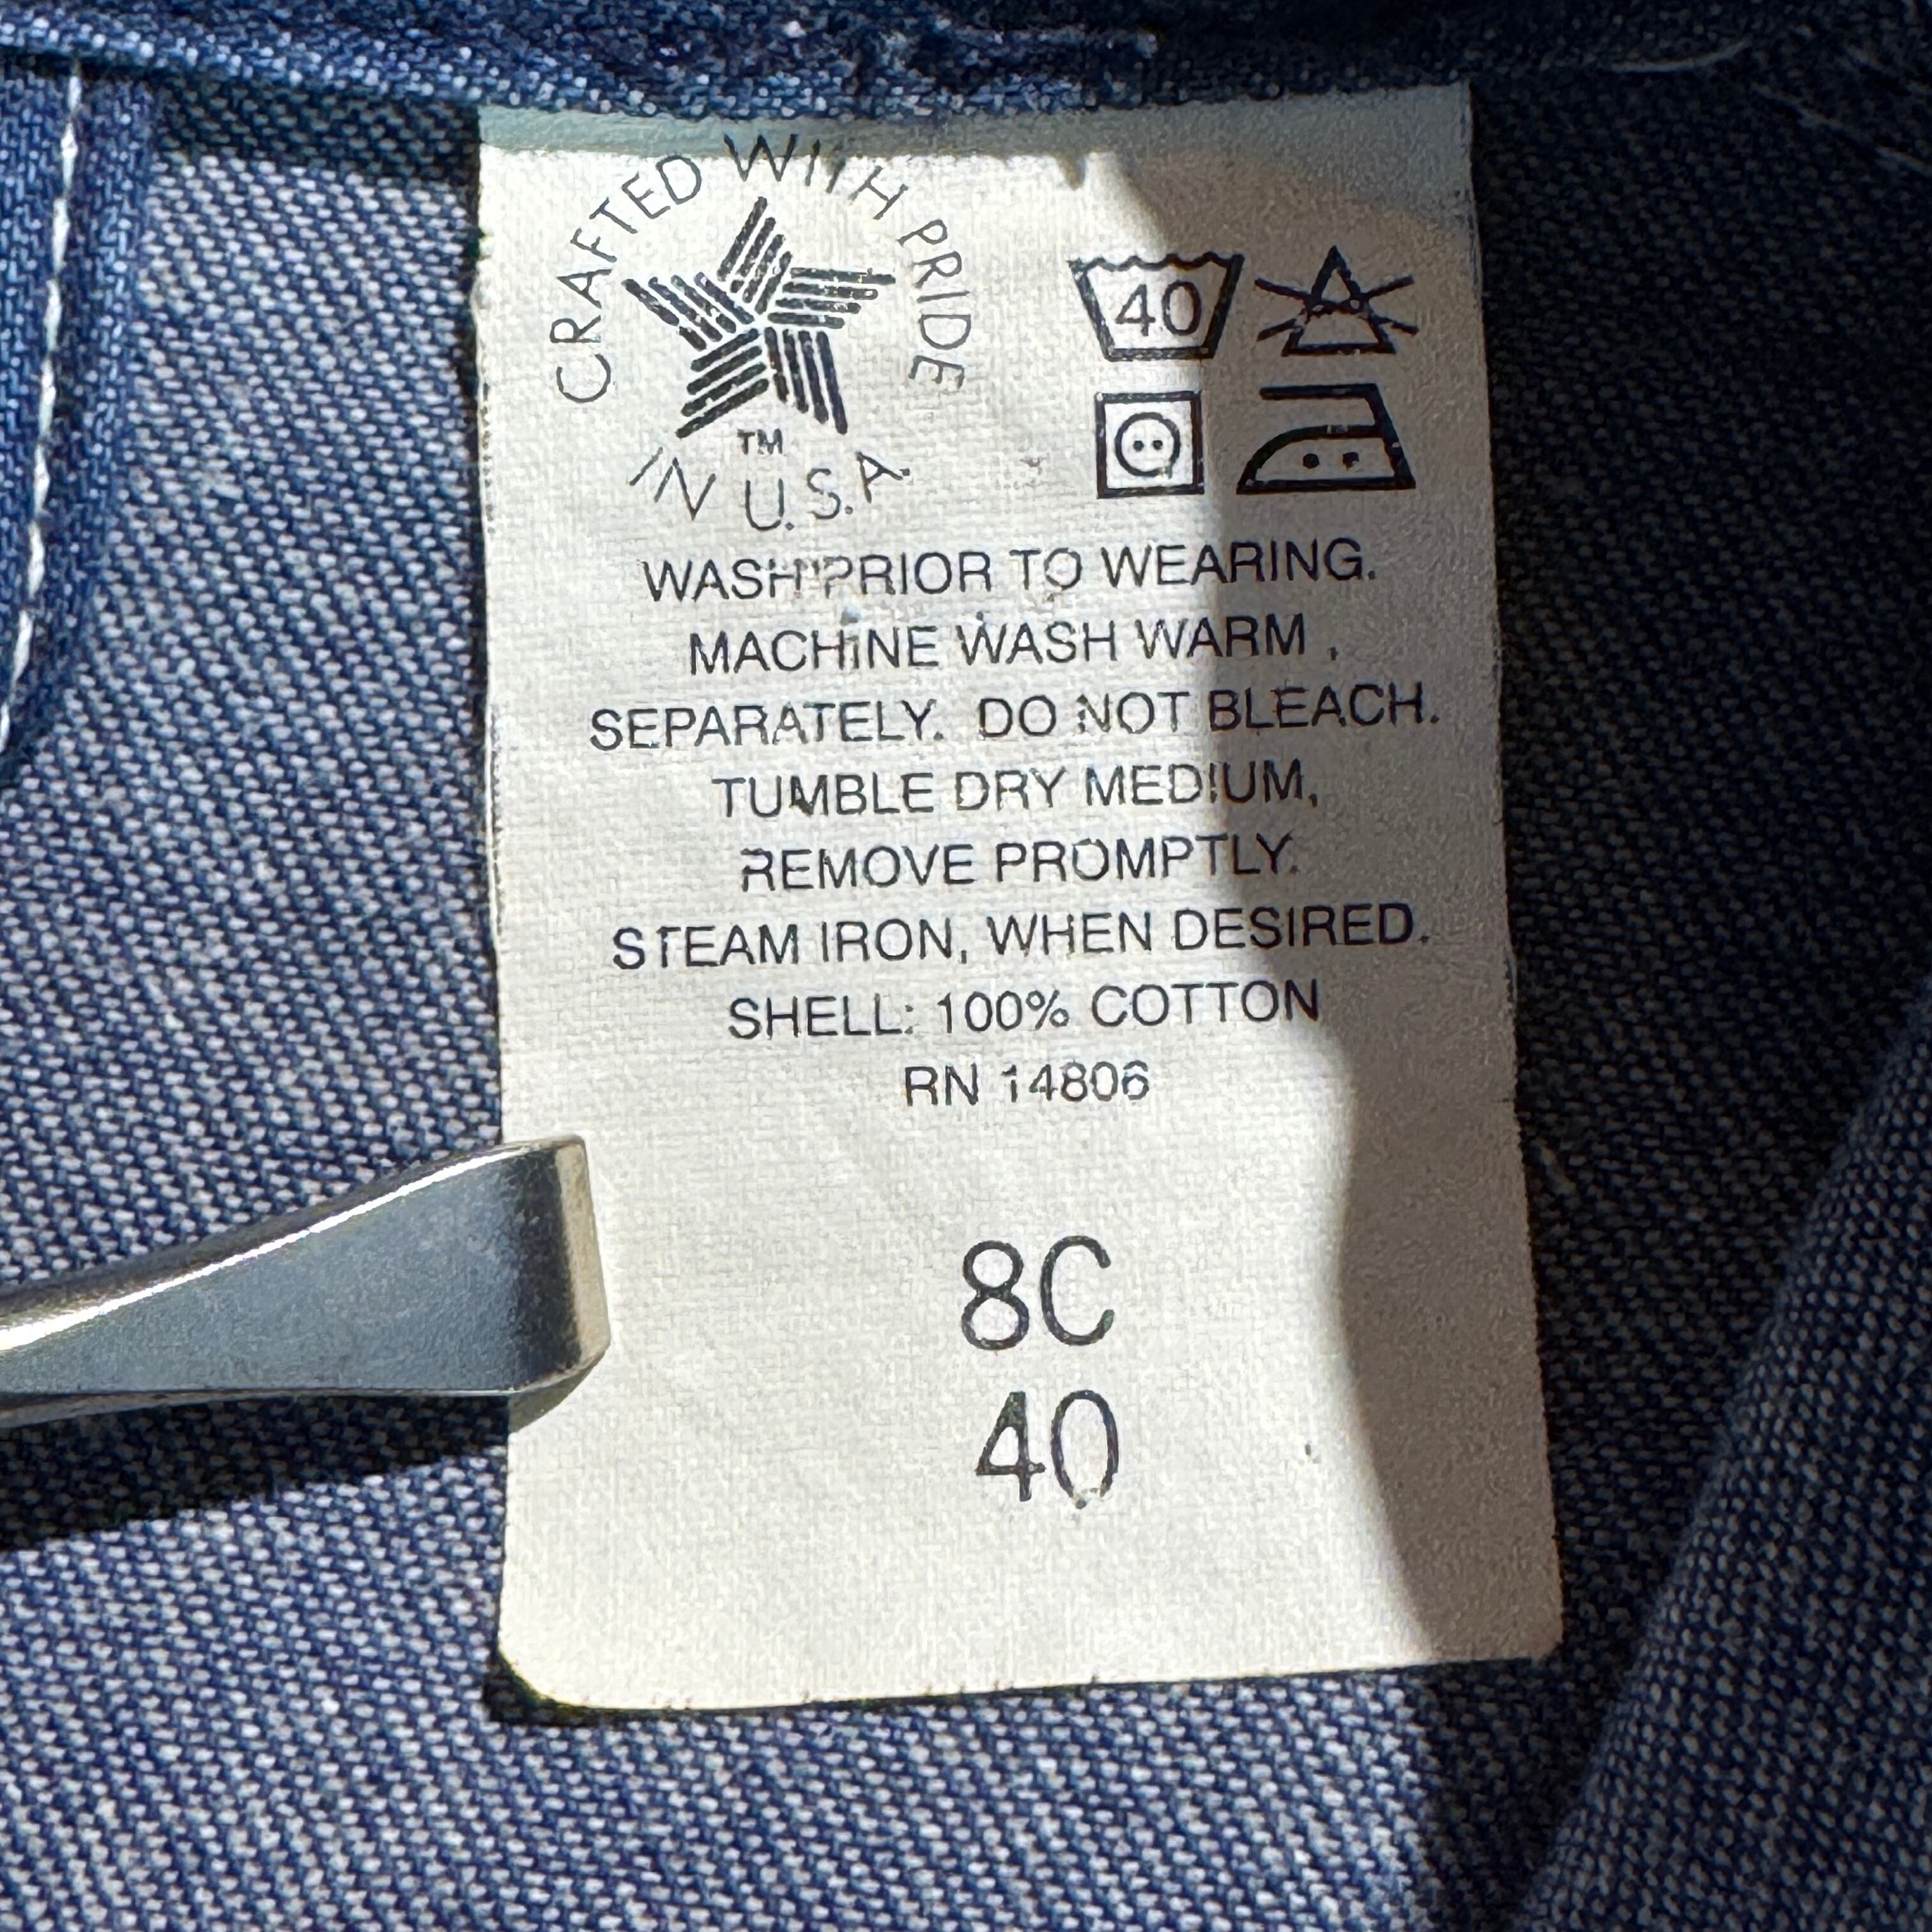 CRAFTED WITH PRIDE
TM
IN U.S.A.
40
WASH PRIOR TO WEARING.
MACHINE WASH WARM ,
SEPARATELY. DO NOT BLEACH.
TUMBLE DRY MEDIUM,
REMOVE PROMPTLY.
STEAM IRON, WHEN DESIRED.
SHELL: 100% COTTON
RN 14806
8C
40